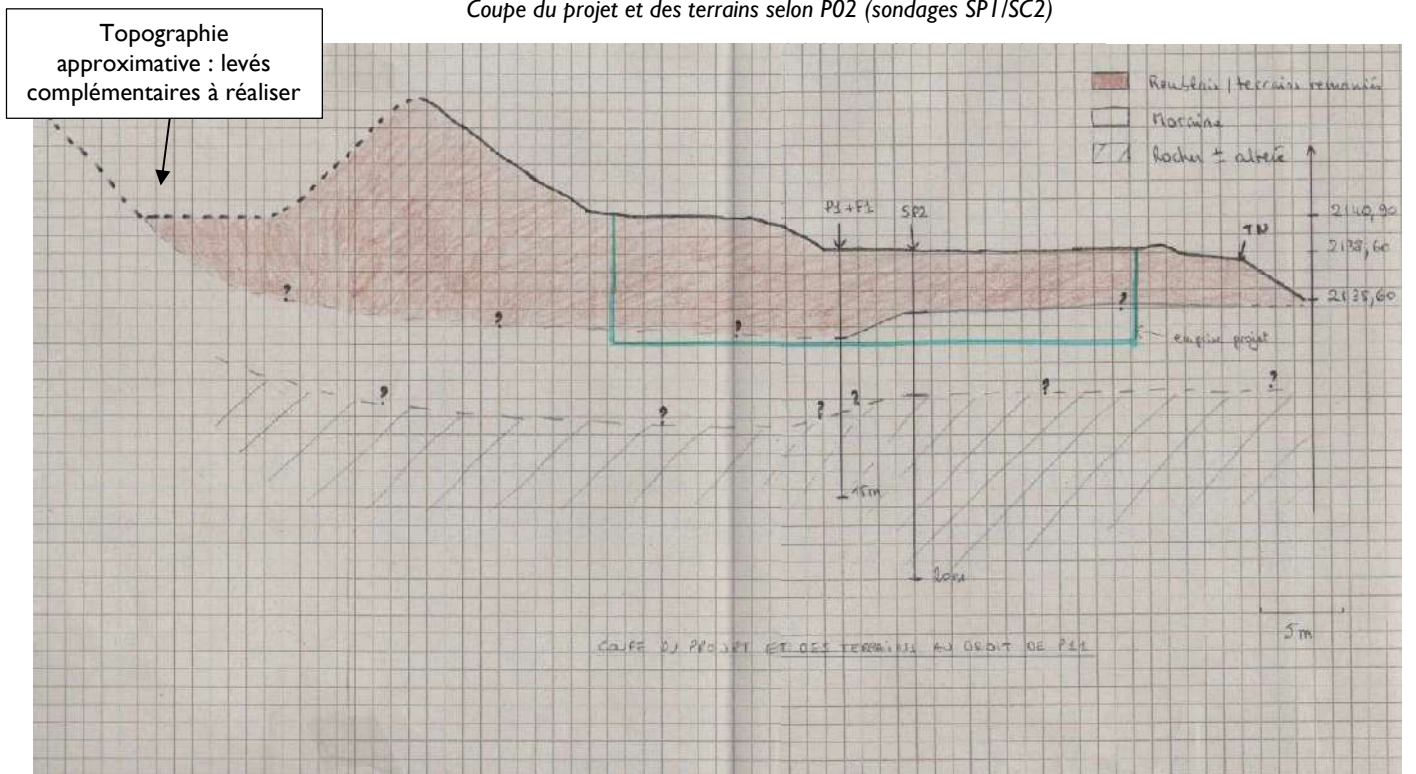 Coupe du projet et des terrains selon P02 (sondages SP1/SC2)
Topographie
approximative : levés
complémentaires à réaliser
Remblais / terrains remaniés
Moraine
Rocher ± altéré
P1+F1
SP2
TN
2140,90
2138,60
2135,60
?
?
?
?
emprise projet
?
?
?
?
?
?
15m
20m
5m
COUPE DU PROJET ET DES TERRAINS AU DROIT DE P11